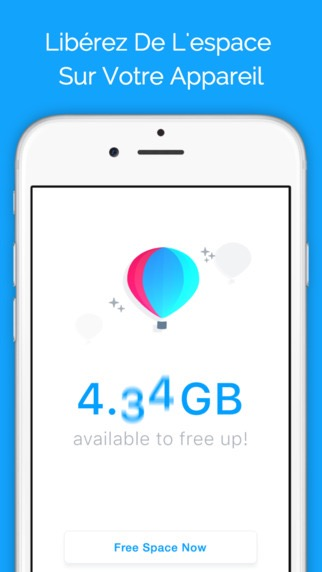 Libérez De L'espace
Sur Votre Appareil
4.34GB
available to free up!
Free Space Now